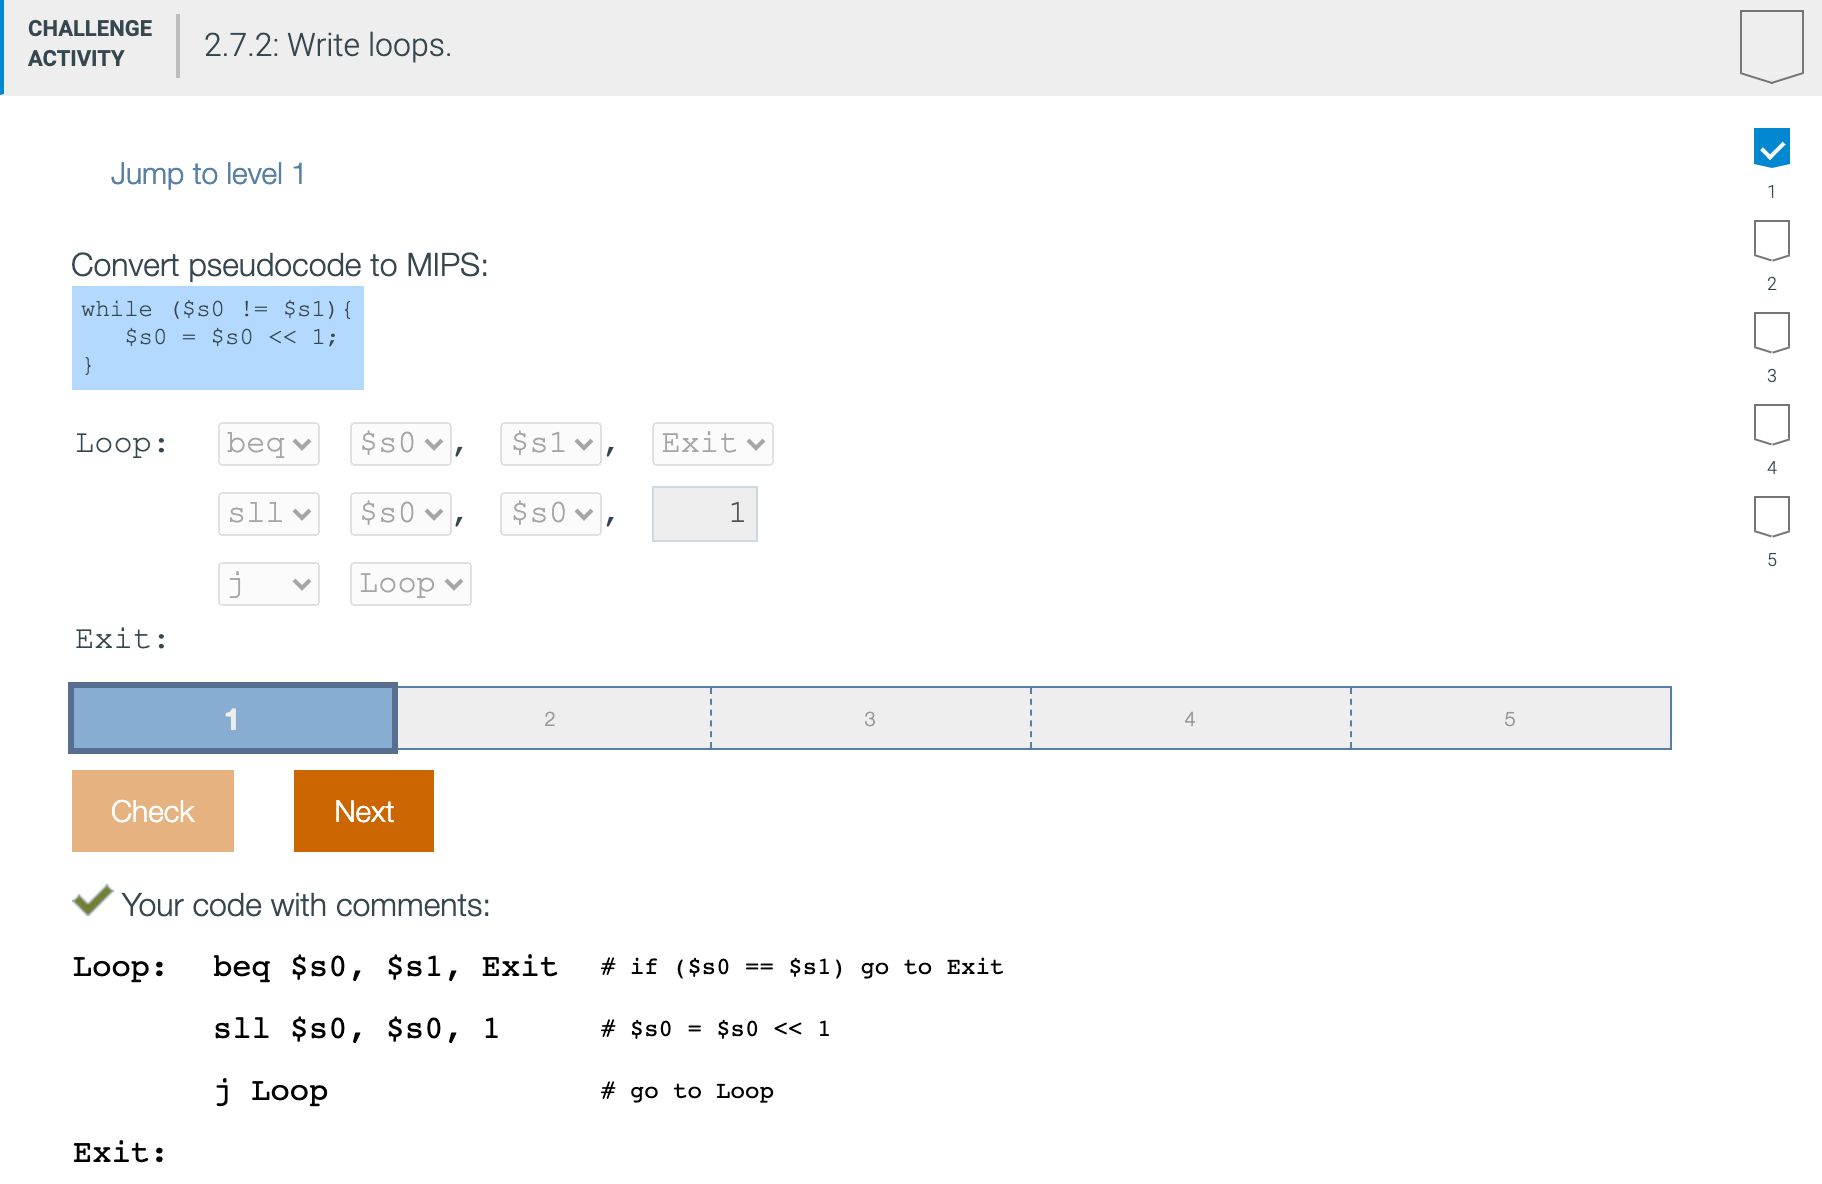 CHALLENGE
ACTIVITY
2.7.2: Write loops.
Jump to level 1
1
2
3
4
5
Convert pseudocode to MIPS:
while ($s0 != $s1){
   $s0 = $s0 << 1;
}
Loop: beq $s0, $s1, Exit
sll $s0, $s0, 1
j Loop
Exit:
1 2 3 4 5
Check Next
Your code with comments:
Loop: beq $s0, $s1, Exit # if ($s0 == $s1) go to Exit
sll $s0, $s0, 1 # $s0 = $s0 << 1
j Loop # go to Loop
Exit: